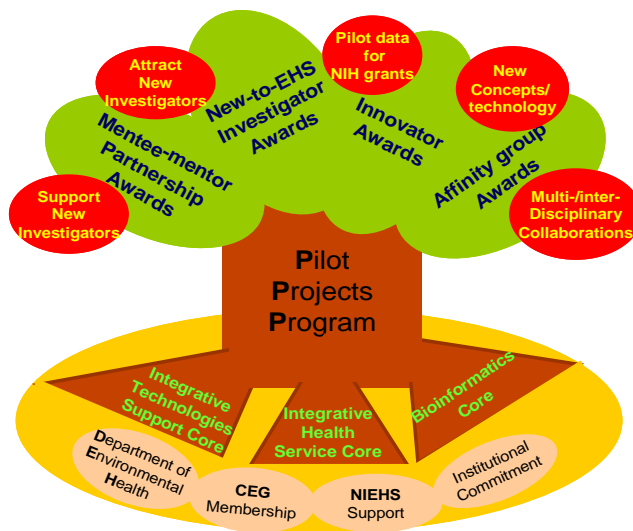 Attract
New
Investigators
New-to-EHS
Investigator
Awards
Pilot data
for
NIH grants
New
Concepts/
technology
Mentee-mentor
Partnership
Awards
Innovator
Awards
Affinity group
Awards
Support
New
Investigators
Multi-/inter-
Disciplinary
Collaborations
Pilot
Projects
Program
Integrative
Technologies
Support Core
Integrative
Health
Service Core
Bioinformatics
Core
Department of
Environmental
Health
CEG
Membership
NIEHS
Support
Institutional
Commitment